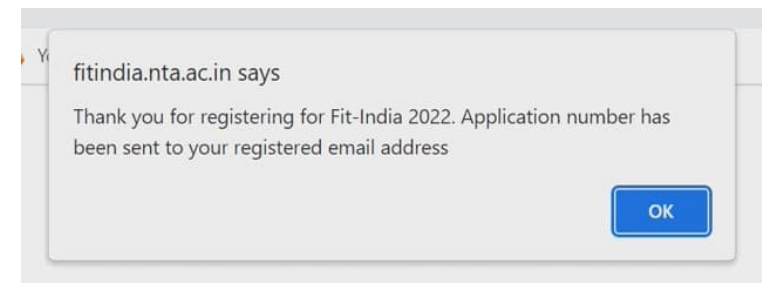 fitindia.nta.ac.in says
Thank you for registering for Fit-India 2022. Application number has
been sent to your registered email address
OK